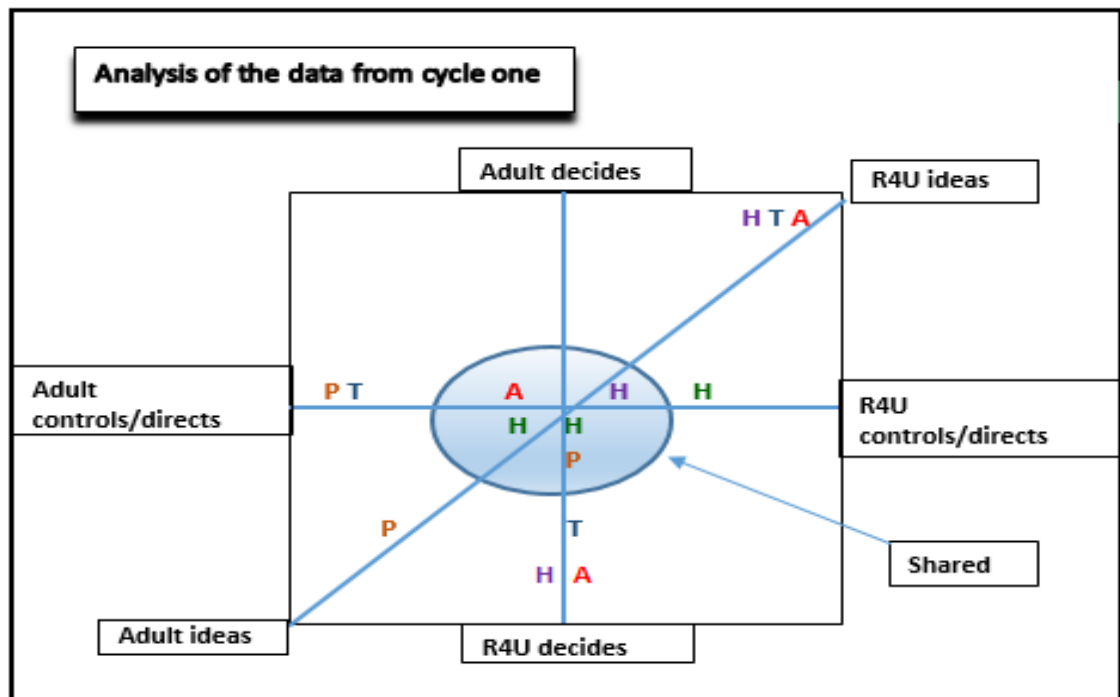 Analysis of the data from cycle one
Adult decides
R4U ideas
H T A
Adult
controls/directs
P T
A
H
H
R4U
controls/directs
H
H
P
P
T
Shared
H
A
Adult ideas
R4U decides